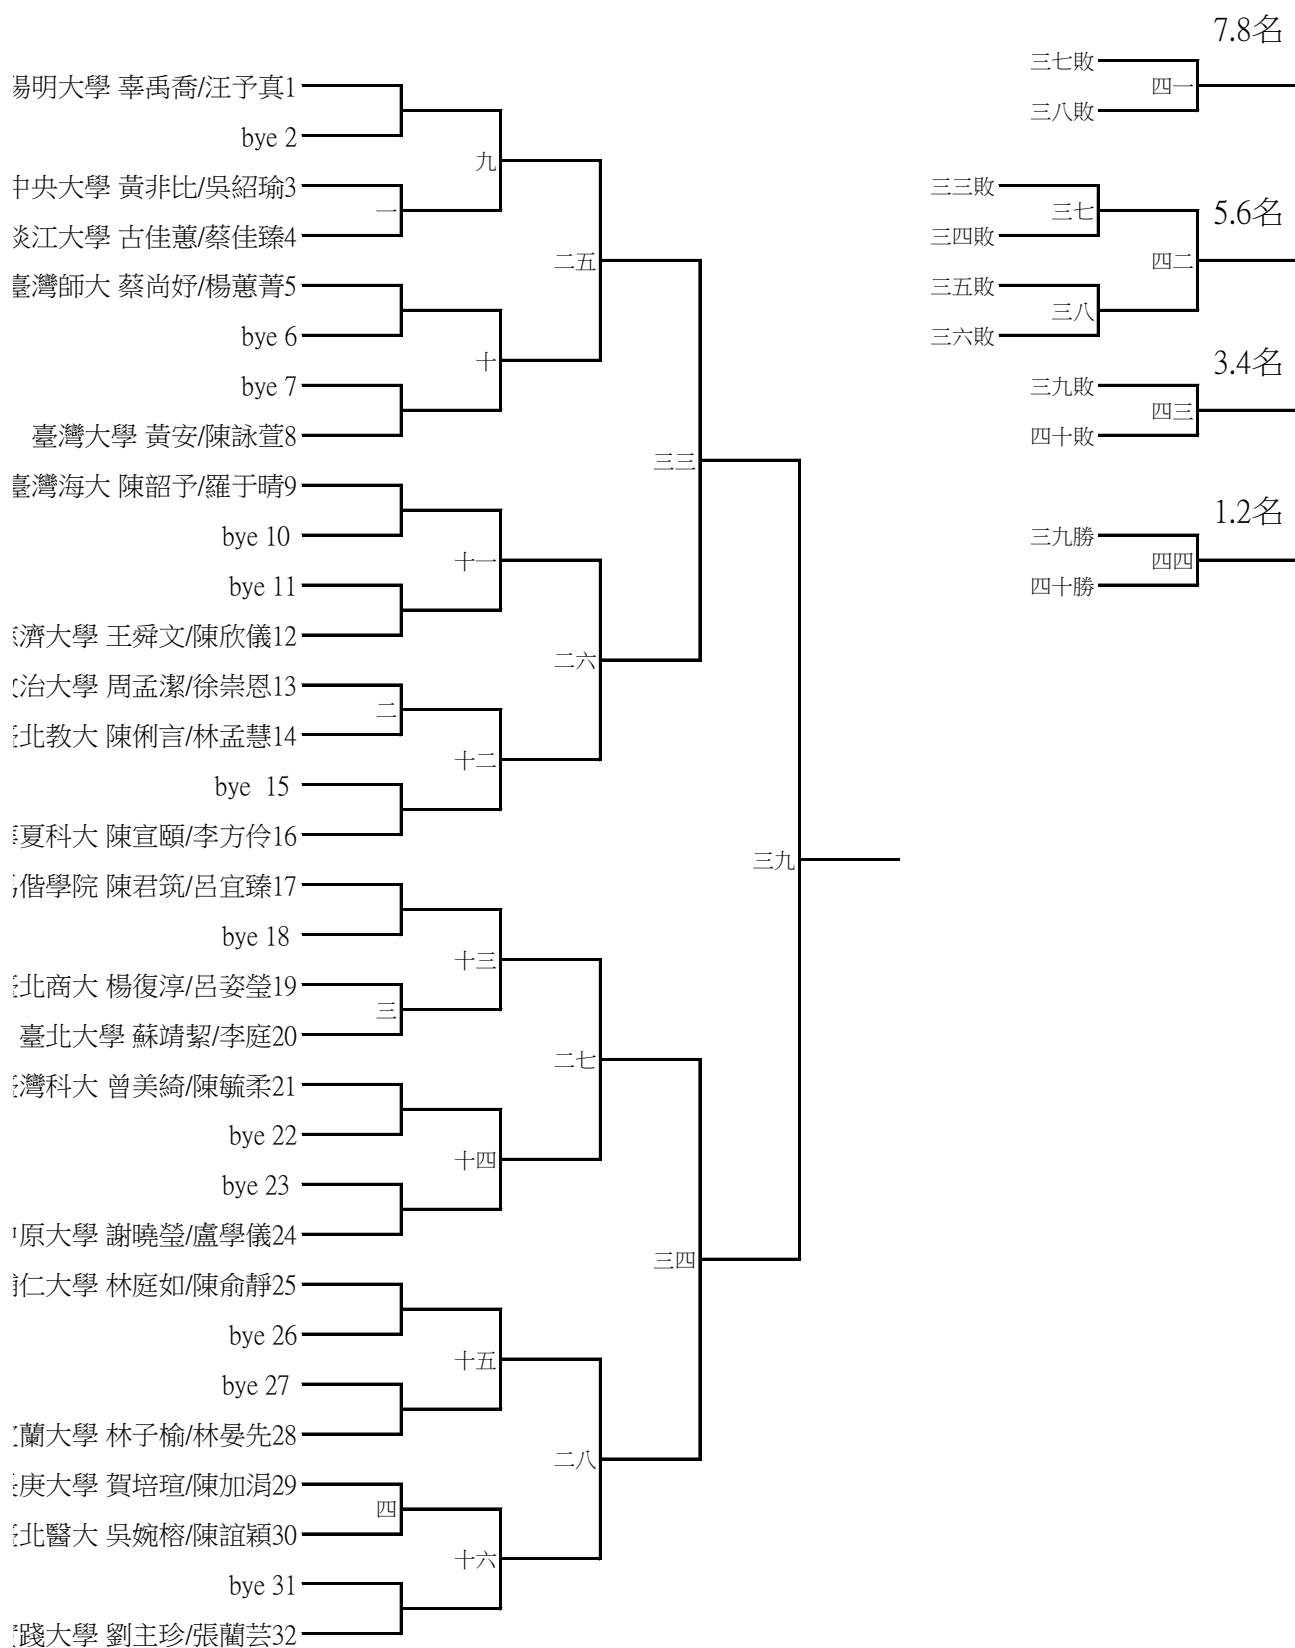 陽明大學 辜禹喬/汪予真1
bye 2
中央大學 黃非比/吳紹瑜3
淡江大學 古佳蕙/蔡佳臻4
臺灣師大 蔡尚妤/楊蕙菁5
bye 6
bye 7
臺灣大學 黃安/陳詠萱8
臺灣海大 陳韶予/羅于晴9
bye 10
bye 11
濟大學 王舜文/陳欣儀12
治大學 周孟潔/徐崇恩13
北教大 陳俐言/林孟慧14
bye 15
夏科大 陳宣頤/李方伶16
偕學院 陳君筑/呂宜臻17
bye 18
北商大 楊復淳/呂姿瑩19
臺北大學 蘇靖絜/李庭20
灣科大 曾美綺/陳毓柔21
bye 22
bye 23
原大學 謝曉瑩/盧學儀24
仁大學 林庭如/陳俞靜25
bye 26
bye 27
蘭大學 林子榆/林晏先28
庚大學 賀培瑄/陳加涓29
北醫大 吳婉榕/陳誼穎30
bye 31
踐大學 劉主珍/張藺芸32
一
二
三
四
九
十
十一
十二
十三
十四
十五
十六
二五
二六
二七
二八
三三
三四
三九
7.8名
三七敗
四一
三八敗
5.6名
三三敗
三七
三四敗
四二
三五敗
三八
三六敗
3.4名
三九敗
四三
四十敗
1.2名
三九勝
四四
四十勝